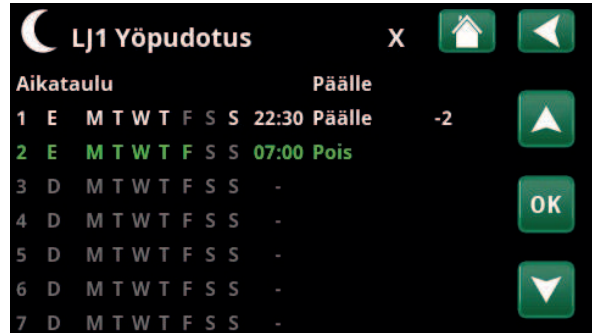 LJ1 Yöpudotus X
Aikataulu Päälle
1 E M T W T F S S 22:30 Päälle -2
2 E M T W T F S S 07:00 Pois
3 D M T W T F S S -
4 D M T W T F S S -
OK
5 D M T W T F S S -
6 D M T W T F S S -
7 D M T W T F S S -